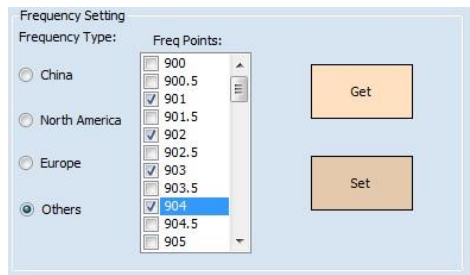 Frequency Setting
Frequency Type:
Freq Points:
China
North America
Europe
Others
900
900.5
901
901.5
902
902.5
903
903.5
904
904.5
905
Get
Set